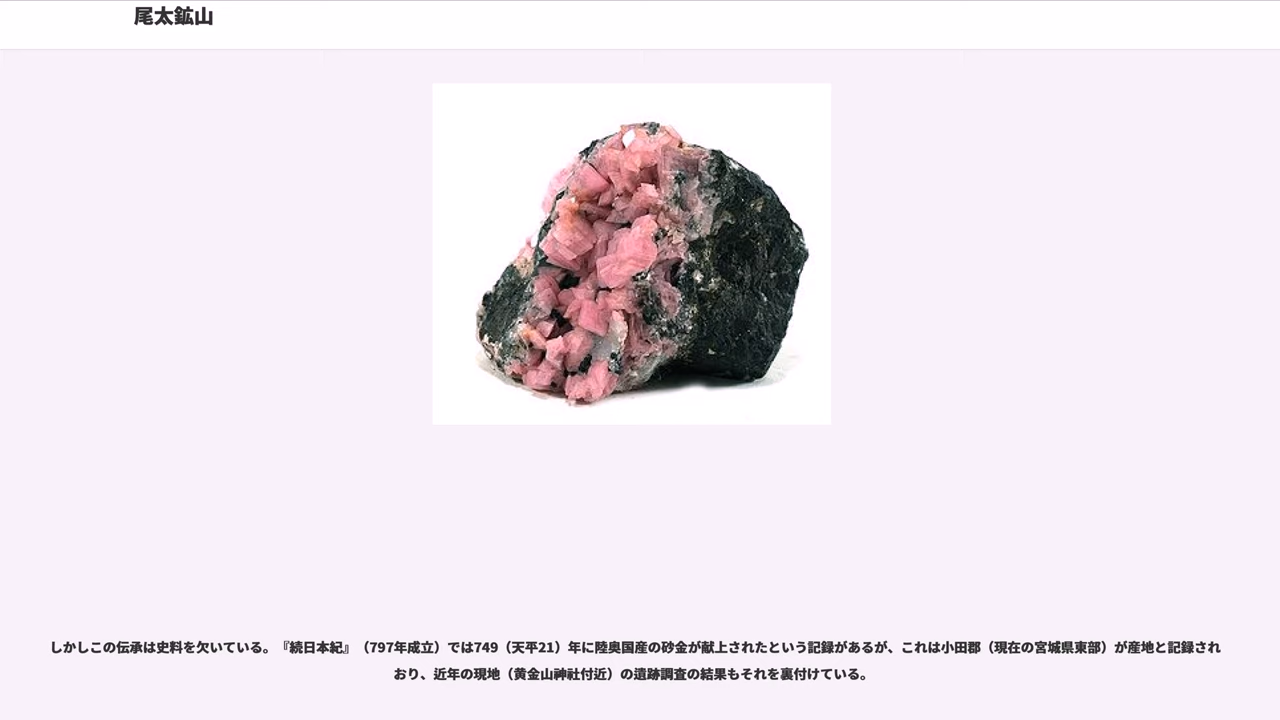 尾太鉱山
しかしこの伝承は史料を欠いている。『続日本紀』（797年成立）では749（天平21）年に陸奥国産の砂金が献上されたという記録があるが、これは小田郡（現在の宮城県東部）が産地と記録され
おり、近年の現地（黄金山神社付近）の遺跡調査の結果もそれを裏付けている。